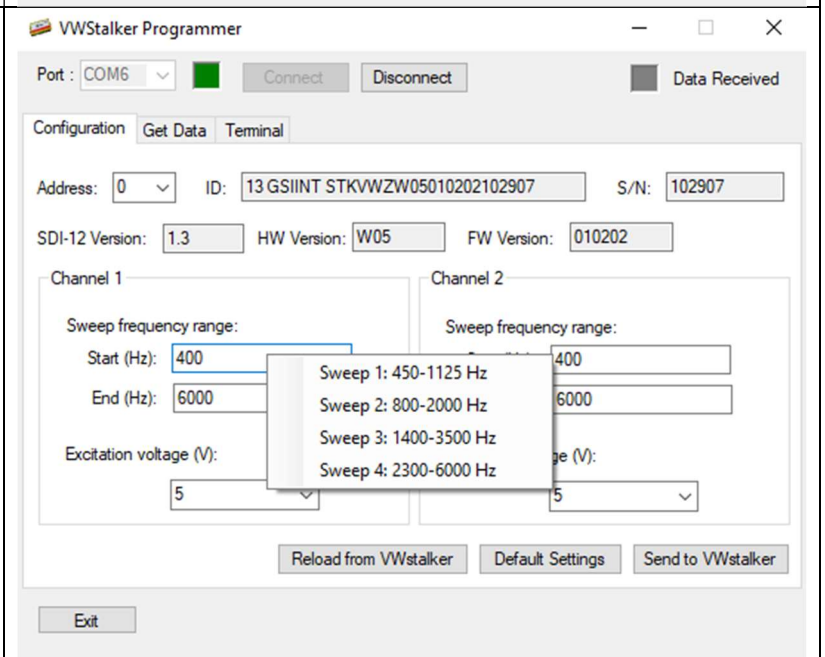 VWStalker Programmer
Port : COM6 Connect Disconnect Data Received
Configuration Get Data Terminal
Address: 0 ID: 13 GSIINT STKVWZW05010202102907 S/N: 102907
SDI-12 Version: 1.3 HW Version: W05 FW Version: 010202
Channel 1 Channel 2
Sweep frequency range: Sweep frequency range:
Start (Hz): 400 400
Sweep 1: 450-1125 Hz
End (Hz): 6000 6000
Sweep 2: 800-2000 Hz
Sweep 3: 1400-3500 Hz
Excitation voltage (V): (V):
Sweep 4: 2300-6000 Hz
5 5
Reload from VWstalker Default Settings Send to VWstalker
Exit